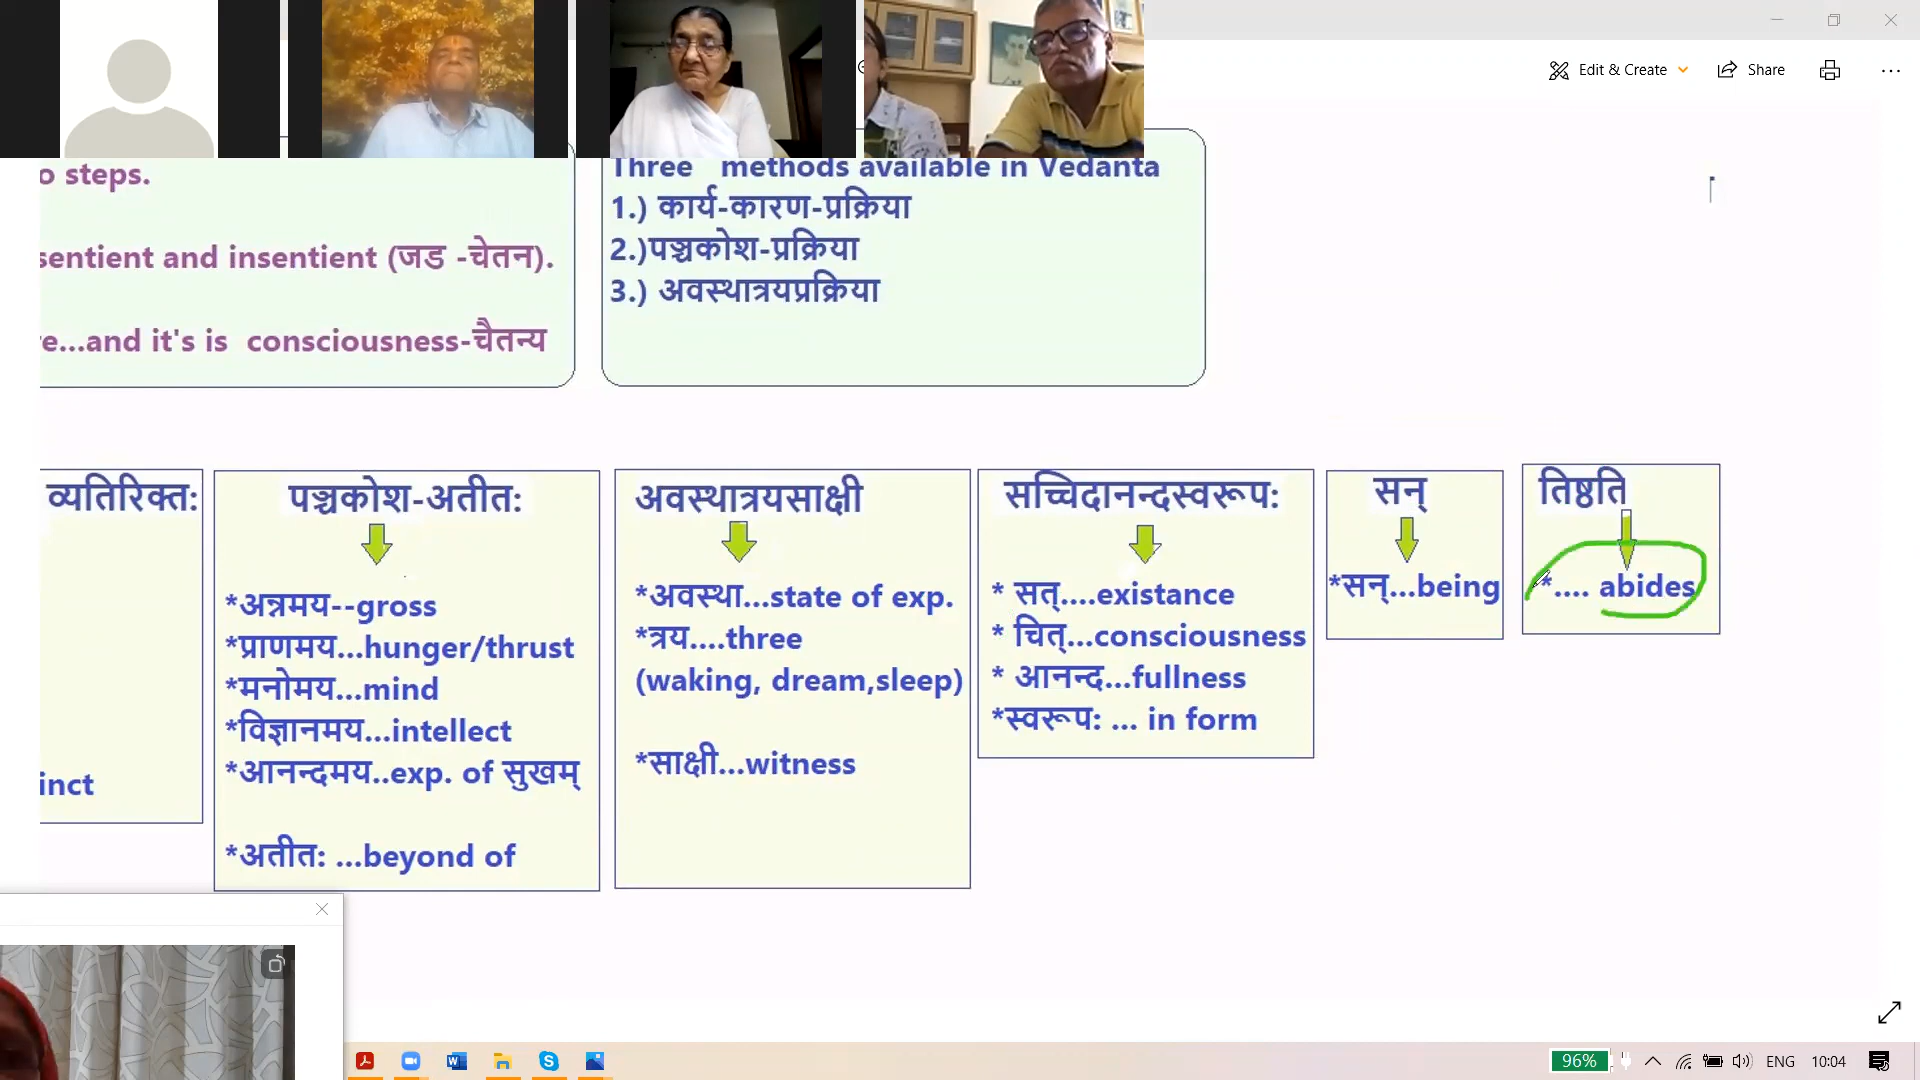 Edit & Create
Share
o steps.
sentient and insentient (जड -चेतन).
e...and it's is consciousness-चैतन्य
Three methods available in Vedanta
1.) कार्य-कारण-प्रक्रिया
2.)पञ्चकोश-प्रक्रिया
3.) अवस्थात्रयप्रक्रिया
व्यतिरिक्त:
inct
पञ्चकोश-अतीत:
*अन्नमय--gross
*प्राणमय...hunger/thrust
*मनोमय...mind
*विज्ञानमय...intellect
*आनन्दमय..exp. of सुखम्
*अतीत: ...beyond of
अवस्थात्रयसाक्षी
*अवस्था...state of exp.
*त्रय....three
(waking, dream,sleep)
*साक्षी...witness
सच्चिदानन्दस्वरूप:
* सत्....existance
* चित्...consciousness
* आनन्द...fullness
*स्वरूप: ... in form
सन्
*सन्...being
तिष्ठति
*.... abides
96%
ENG
10:04